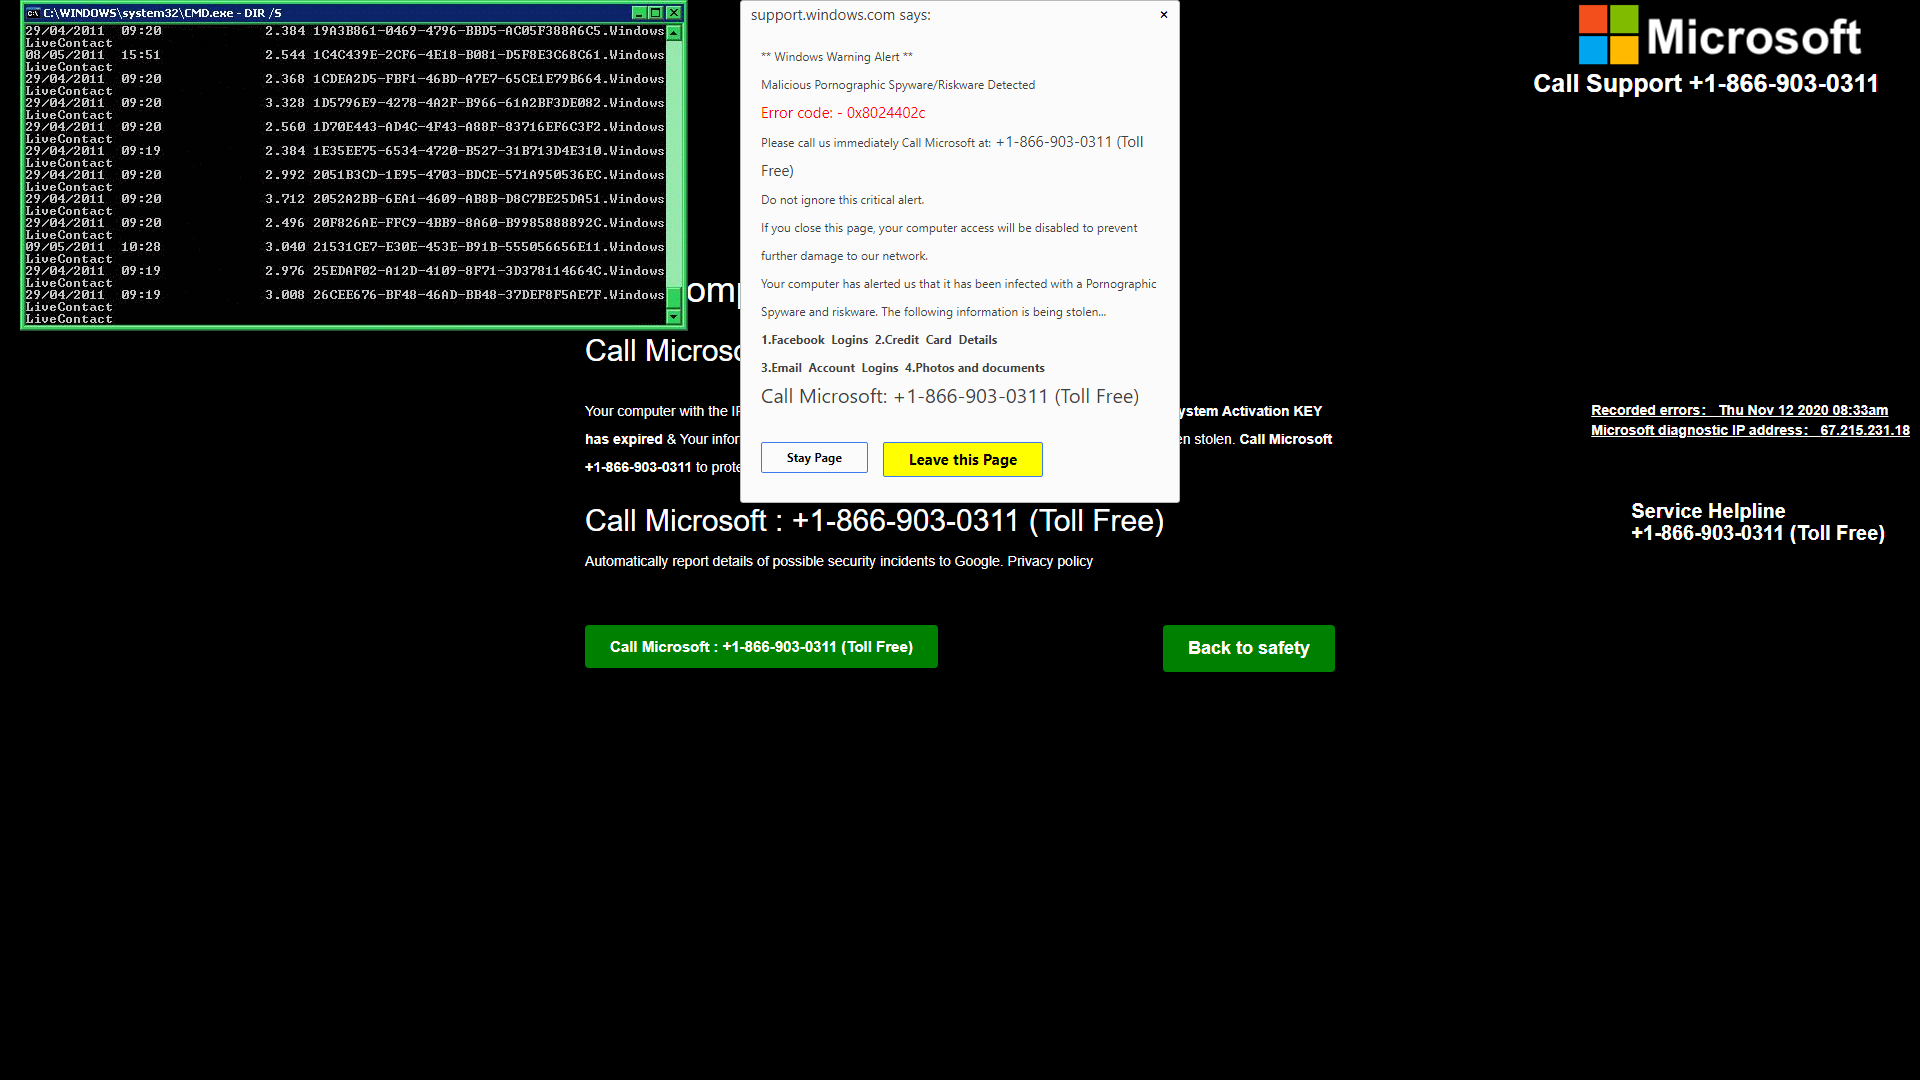 C:\WINDOWS\system32\CMD.exe - DIR /S
29/04/2011 09:20 2.384 19A3B861-0469-4796-BBD5-AC05F388A6C5.Windows
LiveContact
08/05/2011 15:51 2.544 1C4C439E-2CF6-4E18-B081-D5F8E3C68C61.Windows
LiveContact
29/04/2011 09:20 2.368 1CDEA2D5-FBF1-46BD-A7E7-65CE1E79B664.Windows
LiveContact
29/04/2011 09:20 3.328 1D5796E9-4278-4A2F-B966-61A2BF3DE082.Windows
LiveContact
29/04/2011 09:20 2.560 1D70E443-AD4C-4F43-A88F-83716EF6C3F2.Windows
LiveContact
29/04/2011 09:19 2.384 1E35EE75-6534-4720-B527-31B713D4E310.Windows
LiveContact
29/04/2011 09:20 2.992 2051B3CD-1E95-4703-BDCE-571A950536EC.Windows
LiveContact
29/04/2011 09:20 3.712 2052A2BB-6EA1-4609-AB8B-D8C7BE25DA51.Windows
LiveContact
29/04/2011 09:20 2.496 20F826AE-FFC9-4BB9-8A60-B9985888892C.Windows
LiveContact
09/05/2011 10:28 3.040 21531CE7-E30E-453E-B91B-555056656E11.Windows
LiveContact
29/04/2011 09:19 2.976 25EDAF02-A12D-4109-8F71-3D378114664C.Windows
LiveContact
29/04/2011 09:19 3.008 26CEE676-BF48-46AD-BB48-37DEF8F5AE7F.Windows
LiveContact
LiveContact
support.windows.com says:
** Windows Warning Alert **
Malicious Pornographic Spyware/Riskware Detected
Error code: - 0x8024402c
Please call us immediately Call Microsoft at: +1-866-903-0311 (Toll
Free)
Do not ignore this critical alert.
If you close this page, your computer access will be disabled to prevent
further damage to our network.
Your computer has alerted us that it has been infected with a Pornographic
Spyware and riskware. The following information is being stolen...
1.Facebook Logins 2.Credit Card Details
3.Email Account Logins 4.Photos and documents
Call Microsoft: +1-866-903-0311 (Toll Free)
Stay Page
Leave this Page
Microsoft
Call Support +1-866-903-0311
Call
Your computer with the
ystem Activation KEY
has expired & Your
en stolen. Call Microsoft
+1-866-903-0311 to
Call Microsoft : +1-866-903-0311 (Toll Free)
Automatically report details of possible security incidents to Google. Privacy policy
Call Microsoft : +1-866-903-0311 (Toll Free)
Back to safety
Recorded errors: Thu Nov 12 2020 08:33am
Microsoft diagnostic IP address: 67.215.231.18
Service Helpline
+1-866-903-0311 (Toll Free)